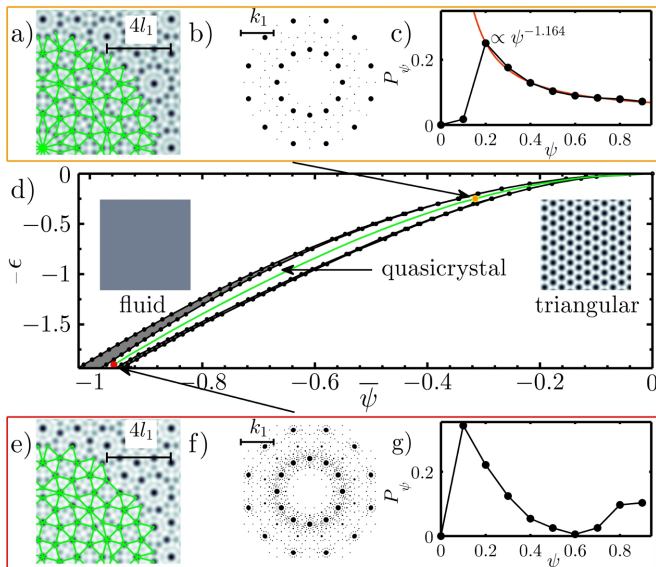 a)
4l₁
b)
k₁
c)
P_ψ
∝ ψ^−1.164
0.2
0
0 0.2 0.4 0.6 0.8
ψ
d)
0
−0.5
−1
−1.5
−ϵ
fluid
quasicrystal
triangular
−1 −0.8 −0.6 −0.4 −0.2 0
ψ̅
e)
4l₁
f)
k₁
g)
P_ψ
0.2
0
0 0.2 0.4 0.6 0.8
ψ